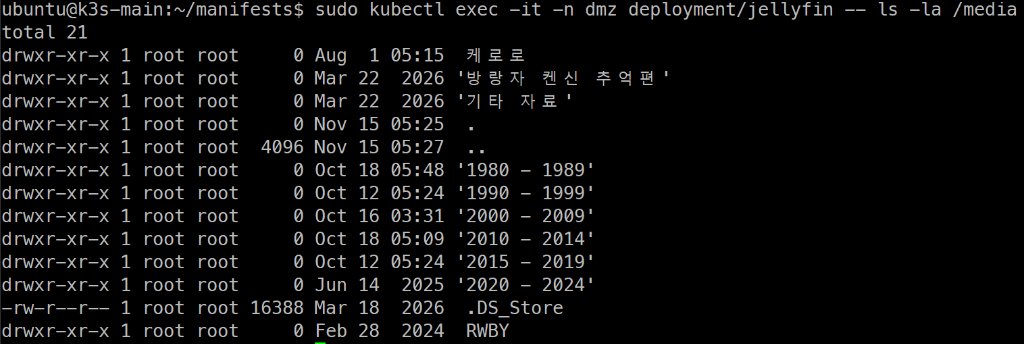 ubuntu@k3s-main:~/manifests$ sudo kubectl exec -it -n dmz deployment/jellyfin -- ls -la /media
total 21
drwxr-xr-x 1 root root     0 Aug  1 05:15  케로로
drwxr-xr-x 1 root root     0 Mar 22  2026 '방랑자 켄신 추억편'
drwxr-xr-x 1 root root     0 Mar 22  2026 '기타 자료'
drwxr-xr-x 1 root root     0 Nov 15 05:25  .
drwxr-xr-x 1 root root  4096 Nov 15 05:27  ..
drwxr-xr-x 1 root root     0 Oct 18 05:48 '1980 - 1989'
drwxr-xr-x 1 root root     0 Oct 12 05:24 '1990 - 1999'
drwxr-xr-x 1 root root     0 Oct 16 03:31 '2000 - 2009'
drwxr-xr-x 1 root root     0 Oct 18 05:09 '2010 - 2014'
drwxr-xr-x 1 root root     0 Oct 12 05:24 '2015 - 2019'
drwxr-xr-x 1 root root     0 Jun 14  2025 '2020 - 2024'
-rw-r--r-- 1 root root 16388 Mar 18  2026  .DS_Store
drwxr-xr-x 1 root root     0 Feb 28  2024  RWBY